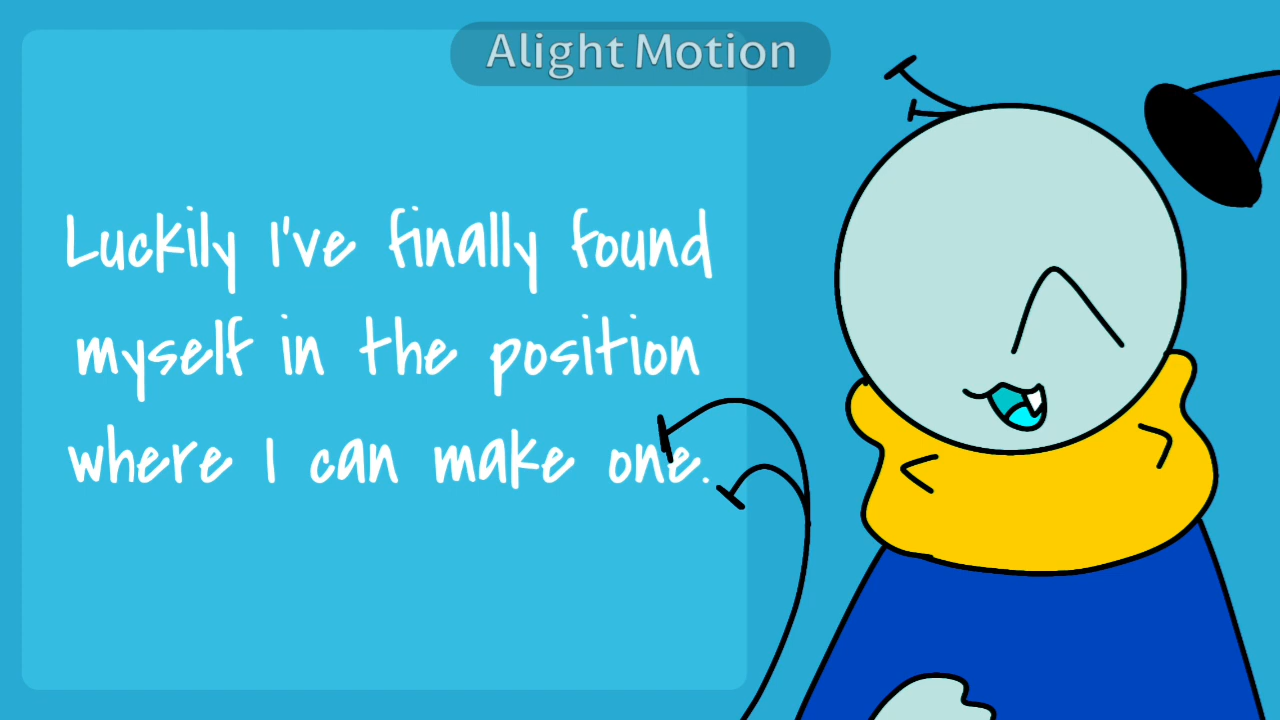 Alight Motion
Luckily I've finally found
myself in the position
where I can make one.